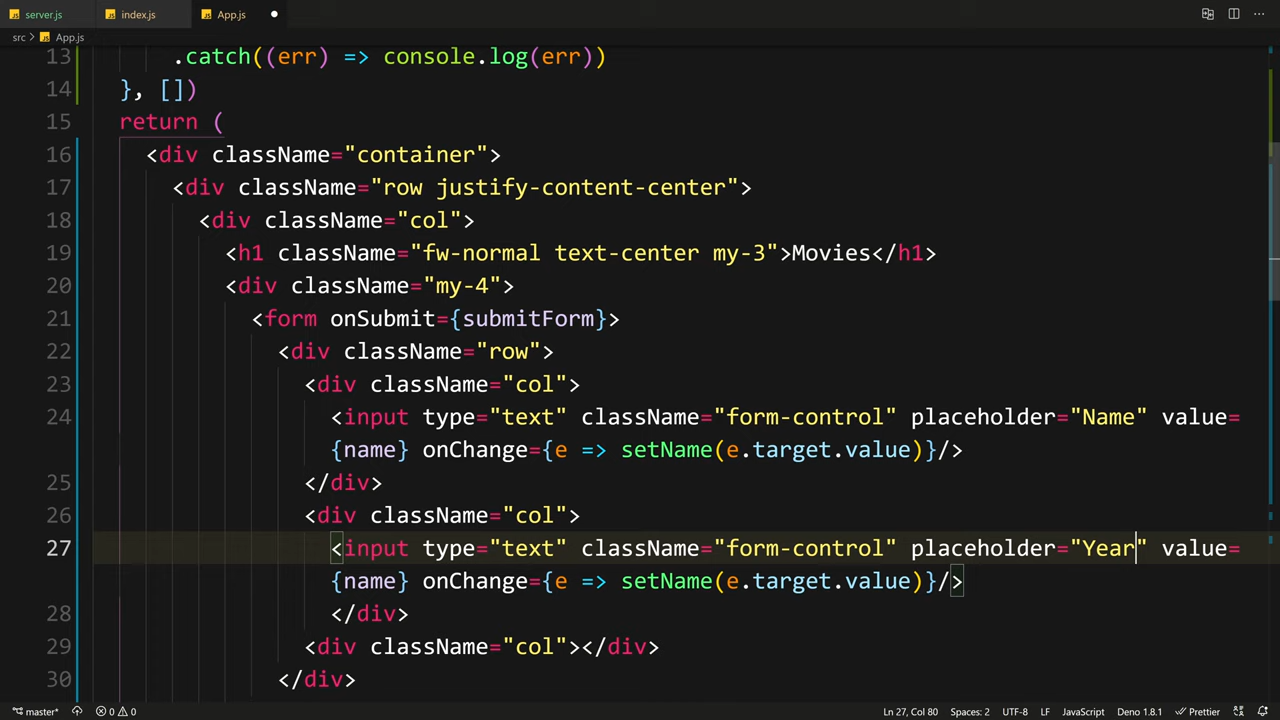 server.js index.js App.js
src App.js
13 .catch((err) => console.log(err))
14 }, [])
15 return (
16 <div className="container">
17 <div className="row justify-content-center">
18 <div className="col">
19 <h1 className="fw-normal text-center my-3">Movies</h1>
20 <div className="my-4">
21 <form onSubmit={submitForm}>
22 <div className="row">
23 <div className="col">
24 <input type="text" className="form-control" placeholder="Name" value=
{name} onChange={e => setName(e.target.value)}/>
25 </div>
26 <div className="col">
27 <input type="text" className="form-control" placeholder="Year" value=
{name} onChange={e => setName(e.target.value)}/>
28 </div>
29 <div className="col"></div>
30 </div>
master* 0 0 Ln 27, Col 80 Spaces: 2 UTF-8 LF JavaScript Deno 1.8.1 Prettier